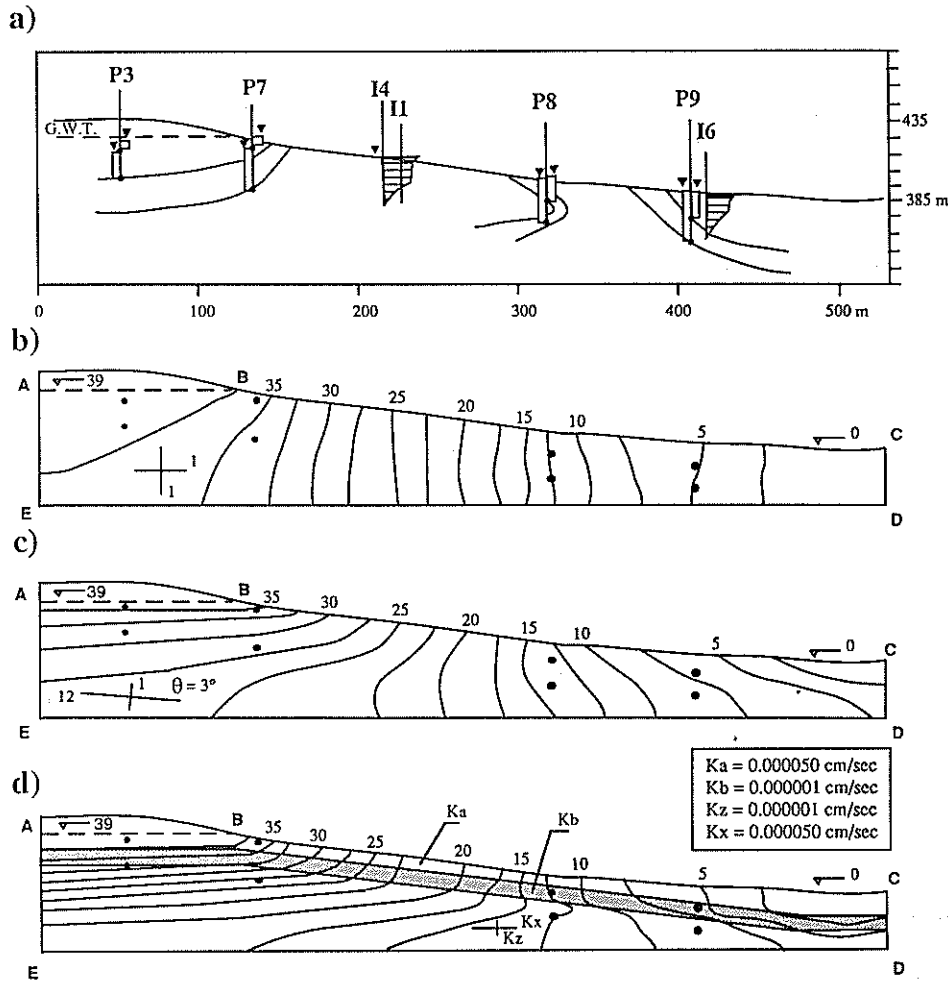 a)
P3
P7
I4
I1
P8
P9
I6
G.W.T.
435
385 m
0
100
200
300
400
500 m
b)
A
39
B
35
30
25
20
15
10
5
0
C
1
1
E
D
c)
A
39
B
35
30
25
20
15
10
5
0
C
12
1
θ = 3°
E
D
Ka = 0.000050 cm/sec
Kb = 0.000001 cm/sec
Kz = 0.000001 cm/sec
Kx = 0.000050 cm/sec
d)
A
39
B
35
30
25
Ka
20
15
Kb
10
5
0
C
Kx
Kz
E
D